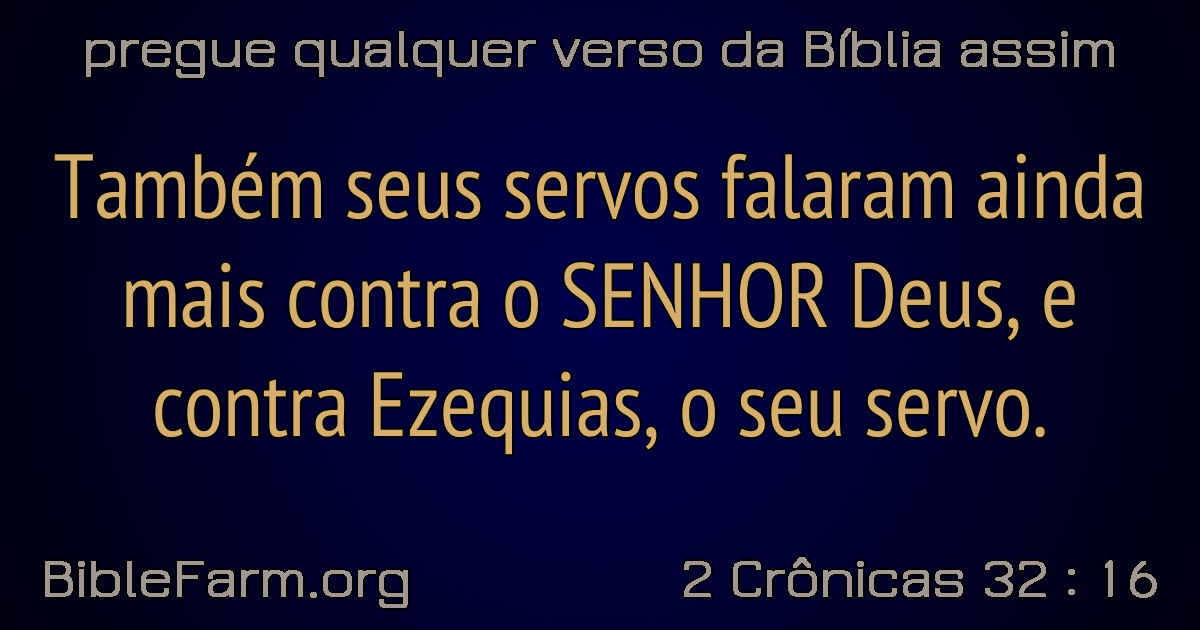 pregue qualquer verso da Bíblia assim
Também seus servos falaram ainda
mais contra o SENHOR Deus, e
contra Ezequias, o seu servo.
BibleFarm.org
2 Crônicas 32 : 16